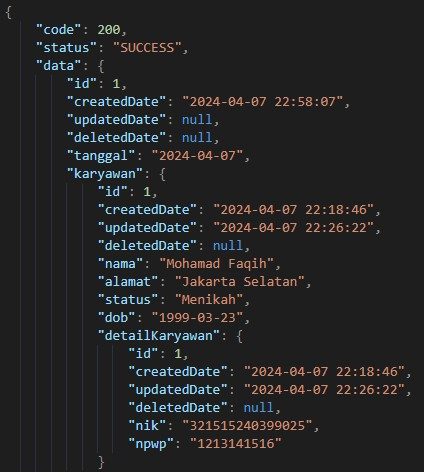 {
"code": 200,
"status": "SUCCESS",
"data": {
"id": 1,
"createdDate": "2024-04-07 22:58:07",
"updatedDate": null,
"deletedDate": null,
"tanggal": "2024-04-07",
"karyawan": {
"id": 1,
"createdDate": "2024-04-07 22:18:46",
"updatedDate": "2024-04-07 22:26:22",
"deletedDate": null,
"nama": "Mohamad Faqih",
"alamat": "Jakarta Selatan",
"status": "Menikah",
"dob": "1999-03-23",
"detailKaryawan": {
"id": 1,
"createdDate": "2024-04-07 22:18:46",
"updatedDate": "2024-04-07 22:26:22",
"deletedDate": null,
"nik": "321515240399025",
"npwp": "1213141516"
}